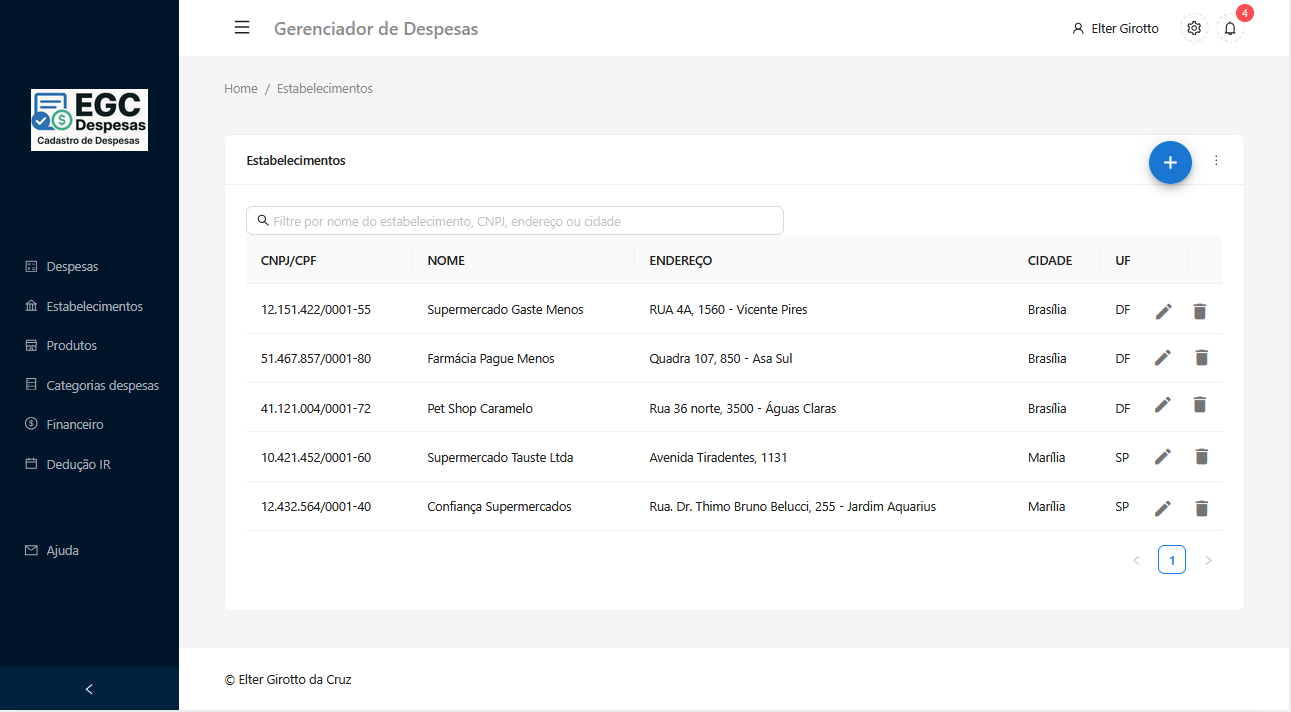 Gerenciador de Despesas
Elter Girotto
4
EGC
Despesas
Cadastro de Despesas
Despesas
Estabelecimentos
Produtos
Categorias despesas
Financeiro
Dedução IR
Ajuda
Home / Estabelecimentos
Estabelecimentos
Filtre por nome do estabelecimento, CNPJ, endereço ou cidade
CNPJ/CPF NOME ENDEREÇO CIDADE UF
12.151.422/0001-55 Supermercado Gaste Menos RUA 4A, 1560 - Vicente Pires Brasília DF
51.467.857/0001-80 Farmácia Pague Menos Quadra 107, 850 - Asa Sul Brasília DF
41.121.004/0001-72 Pet Shop Caramelo Rua 36 norte, 3500 - Águas Claras Brasília DF
10.421.452/0001-60 Supermercado Tauste Ltda Avenida Tiradentes, 1131 Marília SP
12.432.564/0001-40 Confiança Supermercados Rua. Dr. Thimo Bruno Belucci, 255 - Jardim Aquarius Marília SP
< 1 >
© Elter Girotto da Cruz